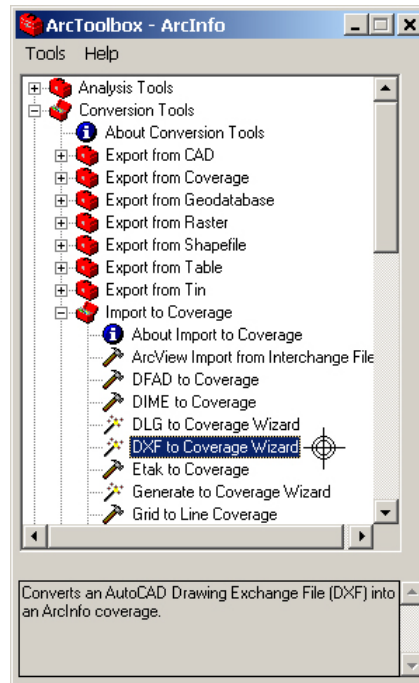 ArcToolbox - ArcInfo
Tools Help
Analysis Tools
Conversion Tools
About Conversion Tools
Export from CAD
Export from Coverage
Export from Geodatabase
Export from Raster
Export from Shapefile
Export from Table
Export from Tin
Import to Coverage
About Import to Coverage
ArcView Import from Interchange File
DFAD to Coverage
DIME to Coverage
DLG to Coverage Wizard
DXF to Coverage Wizard
Etak to Coverage
Generate to Coverage Wizard
Grid to Line Coverage
Converts an AutoCAD Drawing Exchange File (DXF) into
an ArcInfo coverage.